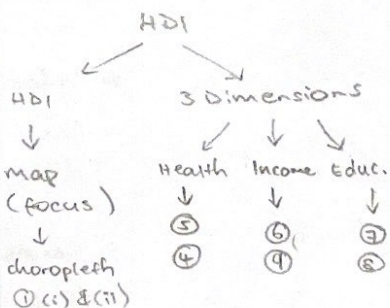 HDI
HDI 3 Dimensions
map Health Income Educ.
(focus) ⑤ ⑥ ⑦
④ ⑨ ⑧
choropleth
① (i) & (ii)